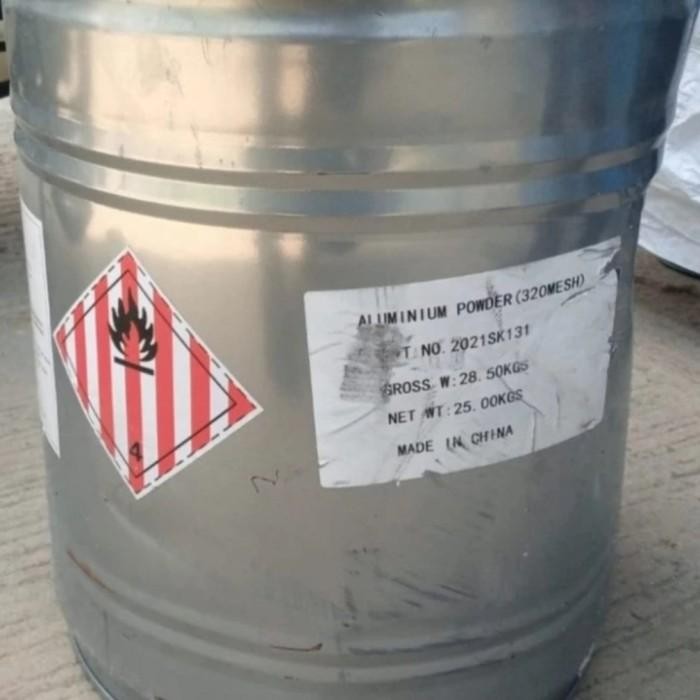 4
ALUMINIUM POWDER(320MESH)
T. NO. 2021SK131
GROSS W:28. 50KGS
NET WT:25. 00KGS
MADE IN CHINA